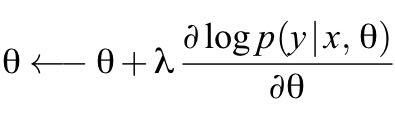 θ ⟵ θ + λ ∂ log p(y|x, θ) / ∂θ